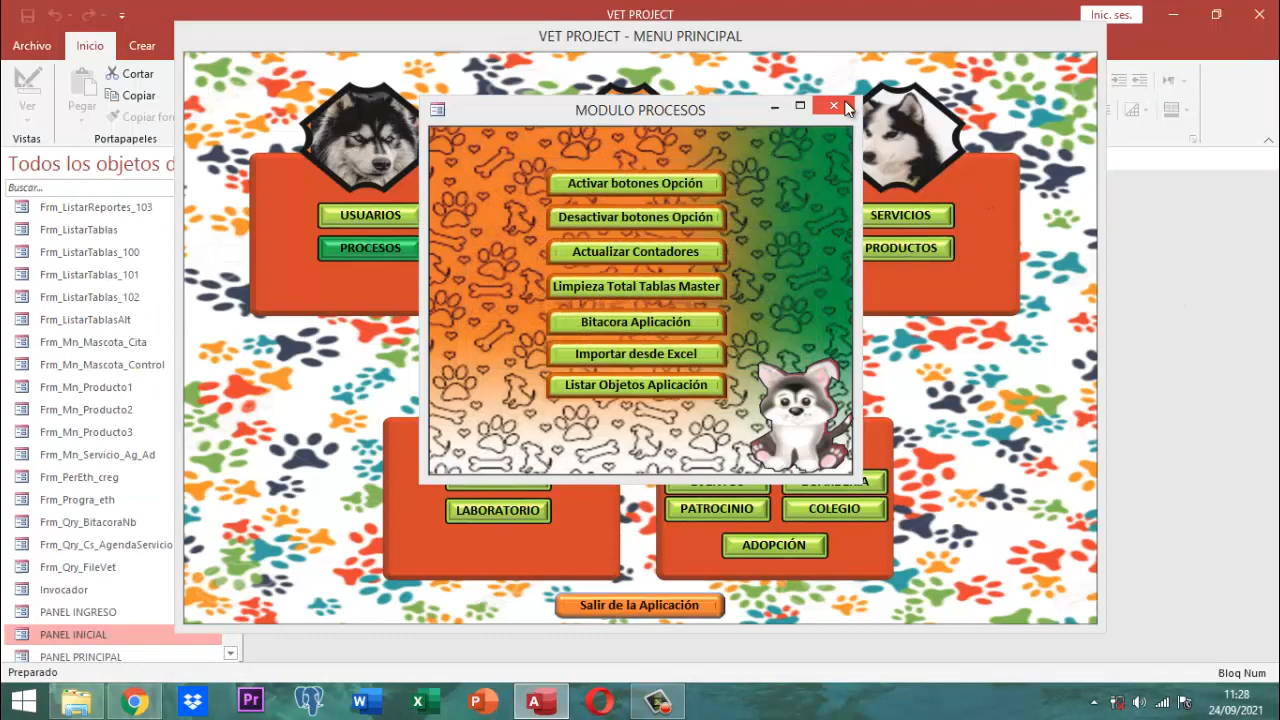 VET PROJECT
Inic. ses.
Archivo
Inicio
Crear
VET PROJECT - MENU PRINCIPAL
Ver
Pegar
Cortar
Copiar
Copiar for
Vistas
Portapapeles
Todos los objetos d
Buscar...
Frm_ListarReportes_103
Frm_ListarTablas
Frm_ListarTablas_100
Frm_ListarTablas_101
Frm_ListarTablas_102
Frm_ListarTablasAlt
Frm_Mn_Mascota_Cita
Frm_Mn_Mascota_Control
Frm_Mn_Producto1
Frm_Mn_Producto2
Frm_Mn_Producto3
Frm_Mn_Servicio_Ag_Ad
Frm_PerEth_creg
Frm_Progra_eth
Frm_Qry_BitacoraNb
Frm_Qry_Cs_AgendaServicio
Frm_Qry_FileVet
Invocador
PANEL INGRESO
PANEL INICIAL
PANEL PRINCIPAL
USUARIOS
PROCESOS
SERVICIOS
PRODUCTOS
MODULO PROCESOS
Activar botones Opción
Desactivar botones Opción
Actualizar Contadores
Limpieza Total Tablas Master
Bitacora Aplicación
Importar desde Excel
Listar Objetos Aplicación
LABORATORIO
PATROCINIO
COLEGIO
ADOPCIÓN
Salir de la Aplicación
Preparado
Bloq Num
11:28
24/09/2021